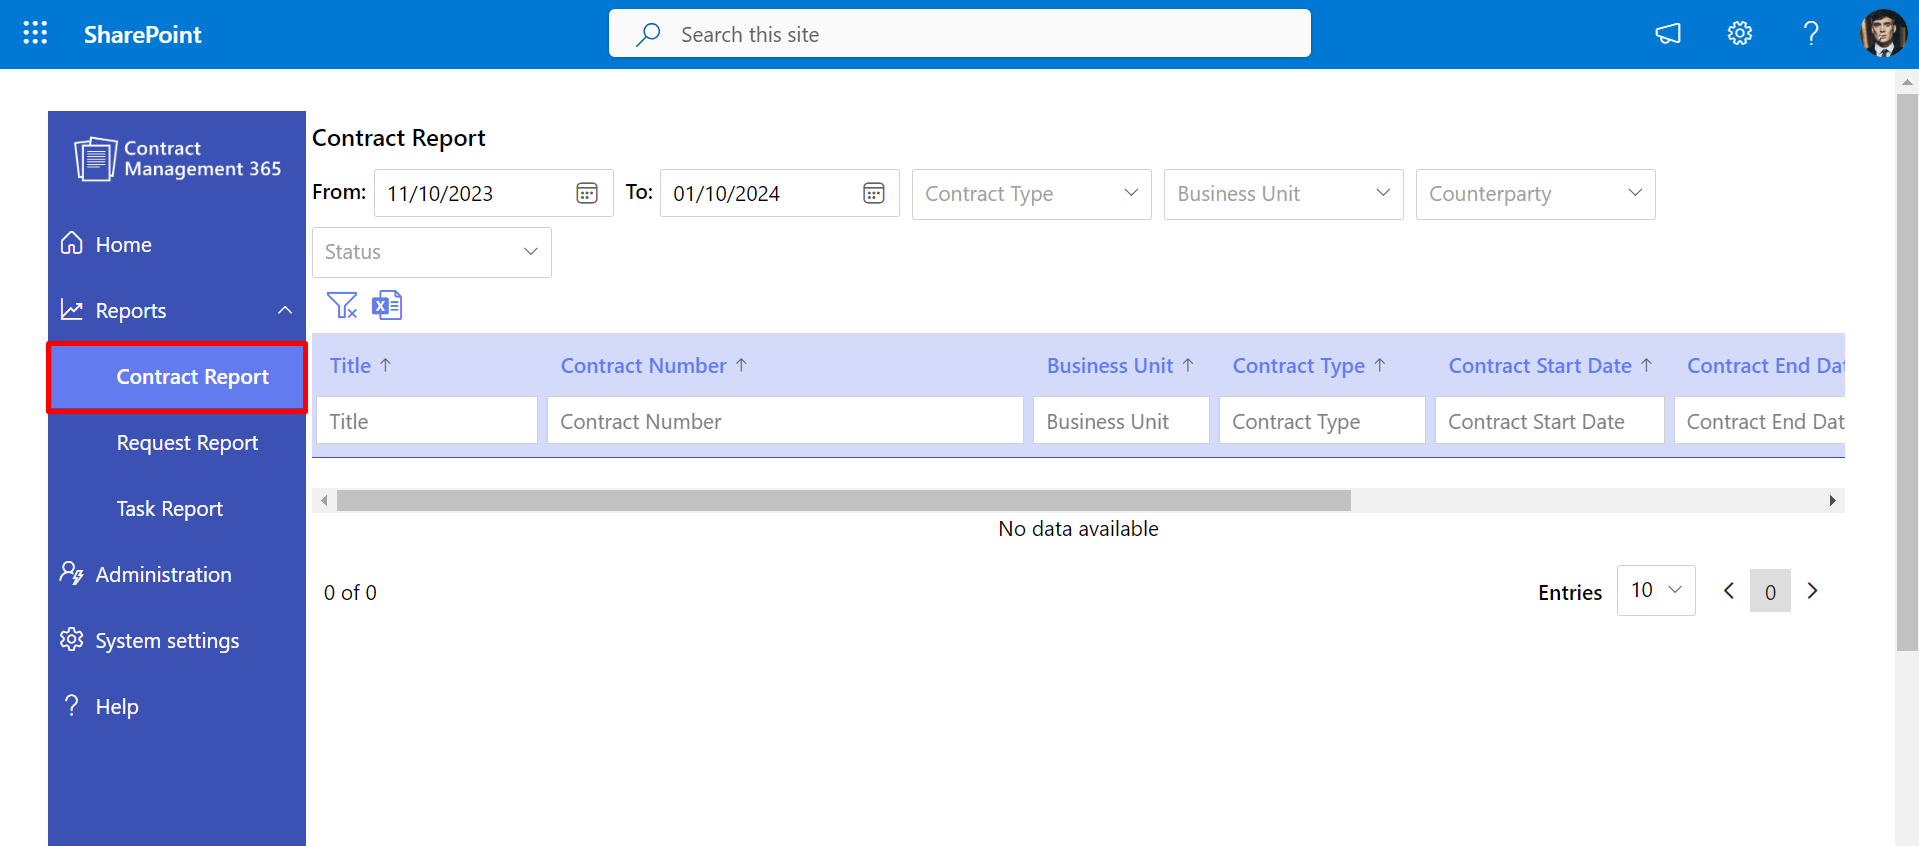 SharePoint
Search this site
Contract
Management 365
Home
Reports
Contract Report
Request Report
Task Report
Administration
System settings
Help
Contract Report
From: 11/10/2023 To: 01/10/2024 Contract Type Business Unit Counterparty
Status
Title Contract Number Business Unit Contract Type Contract Start Date Contract End Dat
Title Contract Number Business Unit Contract Type Contract Start Date Contract End Dat
No data available
0 of 0 Entries 10 0